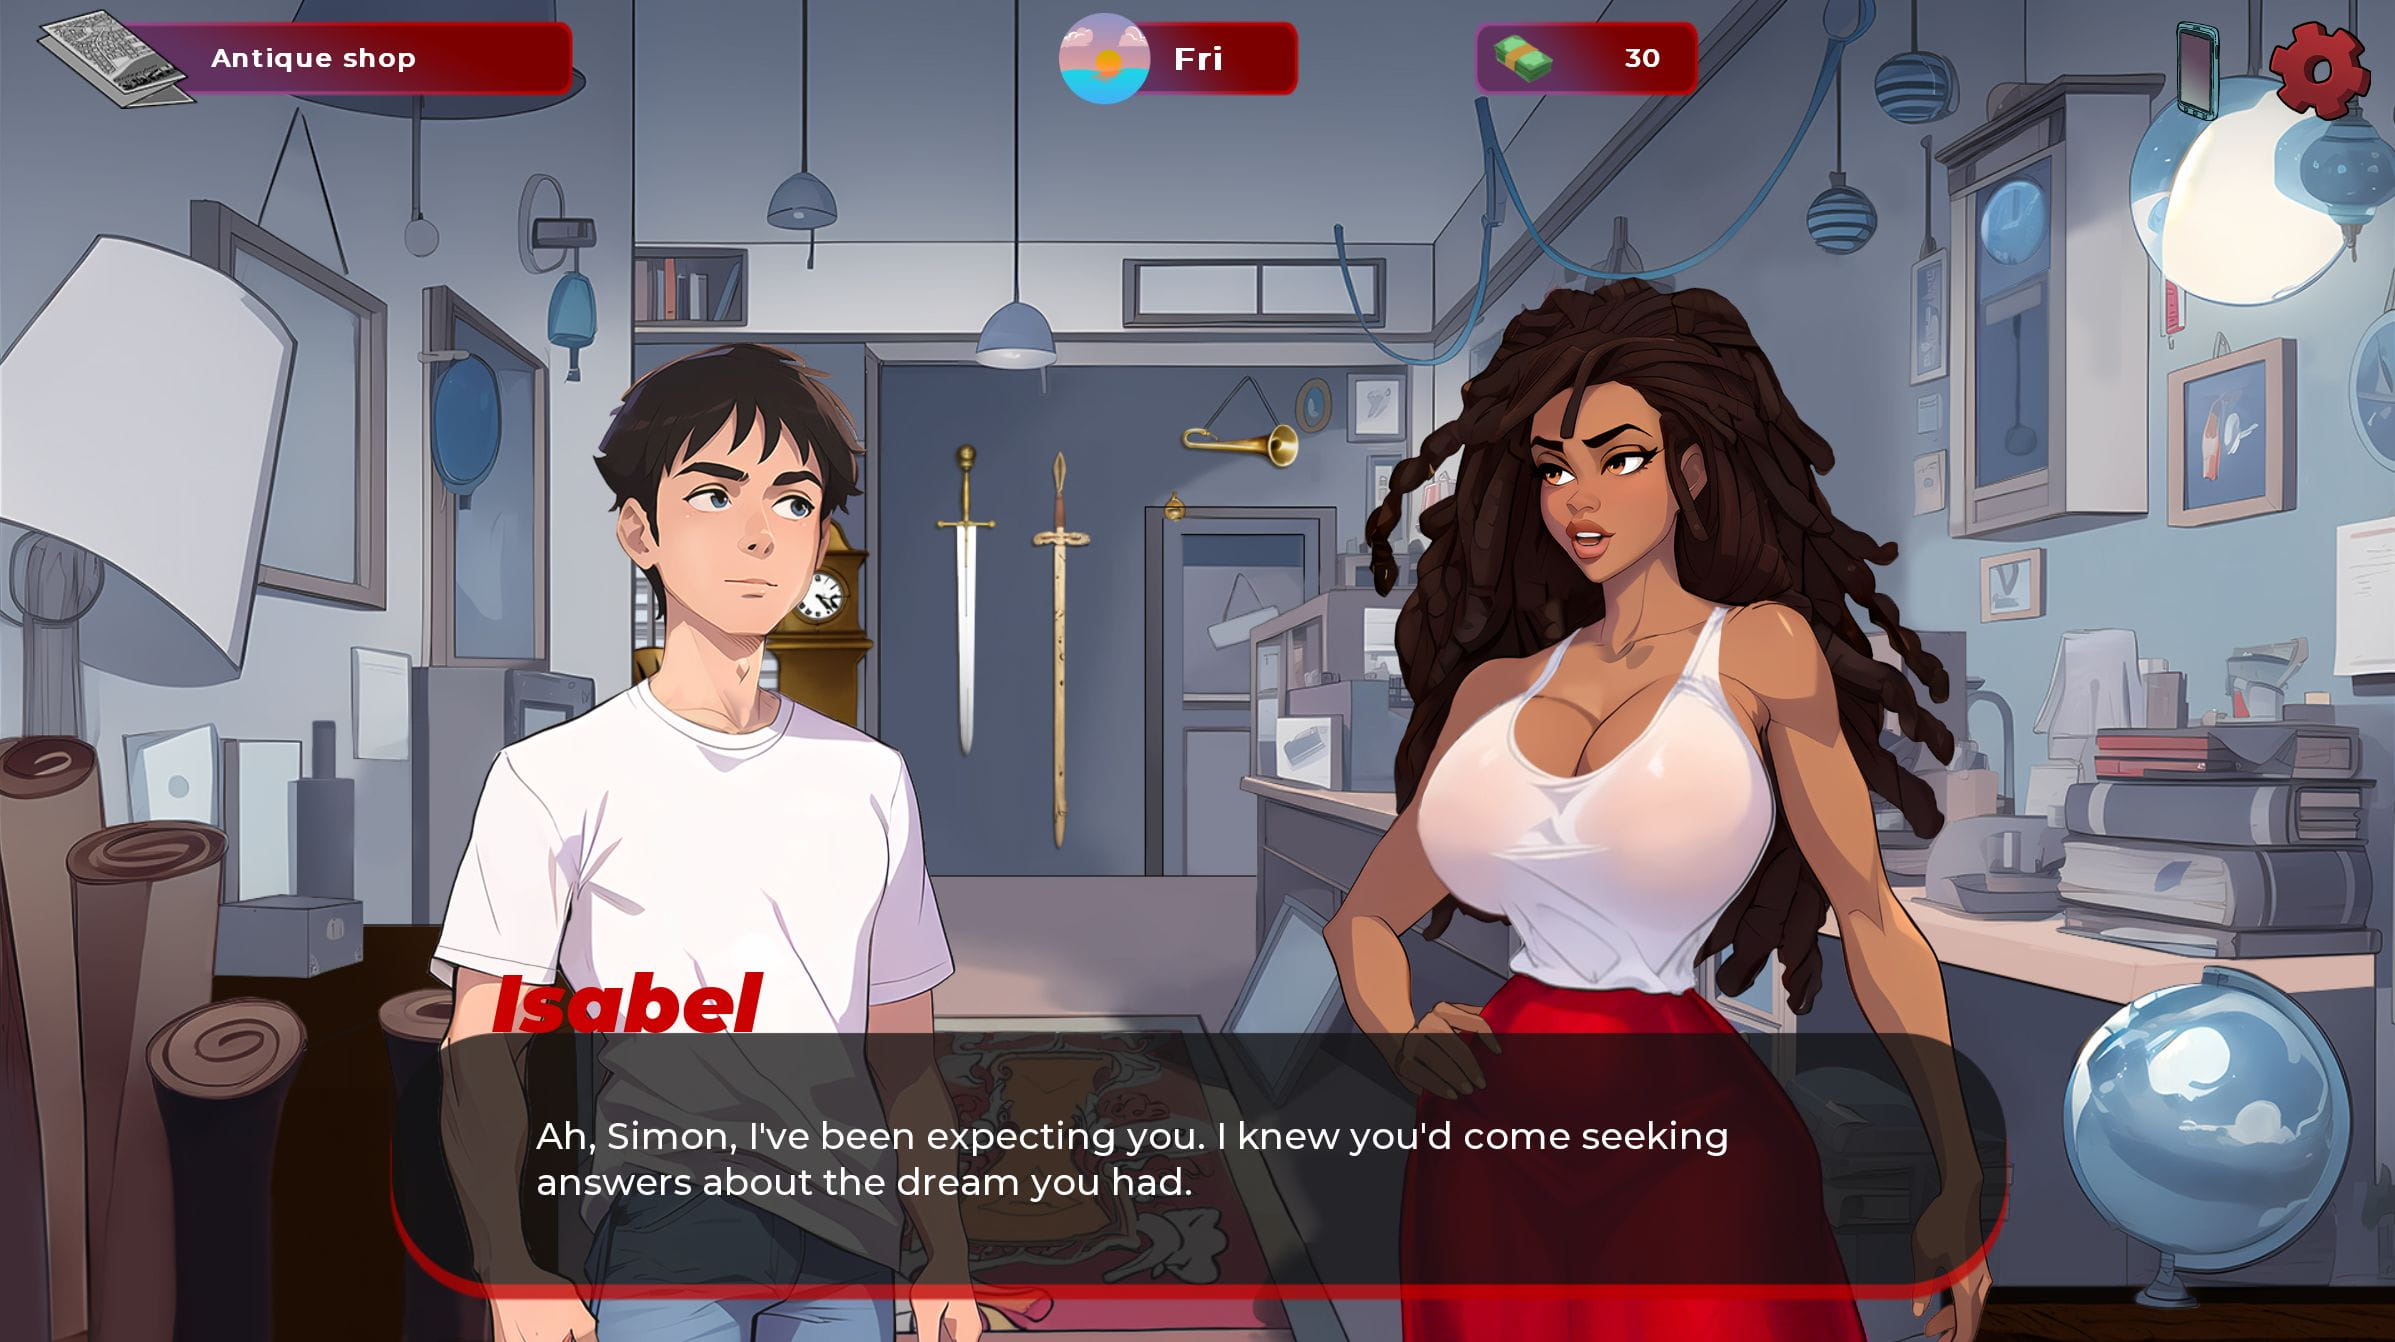 Antique shop
Fri
30
Isabel
Ah, Simon, I've been expecting you. I knew you'd come seeking
answers about the dream you had.